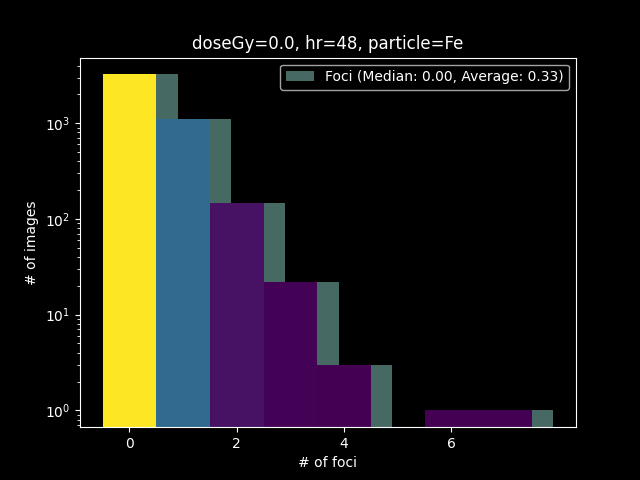 doseGy=0.0, hr=48, particle=Fe
Foci (Median: 0.00, Average: 0.33)
# of images
10³
10²
10¹
10⁰
0 2 4 6
# of foci